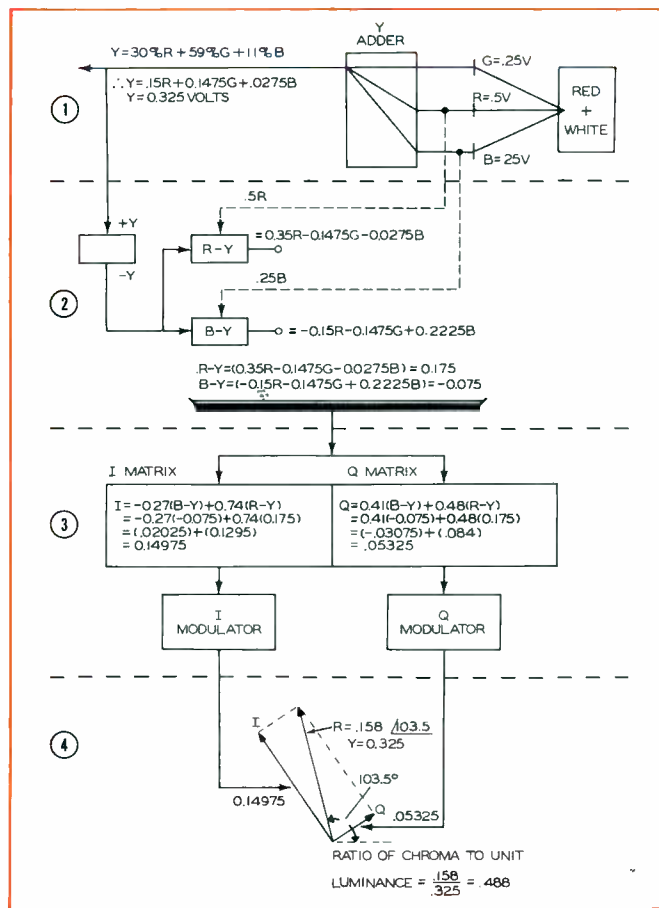 Y
ADDER
Y=30%R+59%G+11%B
∴Y=.15R+0.1475G+.0275B
Y=0.325 VOLTS
G=.25V
R=.5V
B=.25V
RED
+
WHITE
1
.5R
+Y
-Y
R-Y
=0.35R-0.1475G-0.0275B
.25B
2
B-Y
=-0.15R-0.1475G+0.2225B
R-Y=(0.35R-0.1475G-0.0275B)=0.175
B-Y=(-0.15R-0.1475G+0.2225B)=-0.075
I MATRIX
Q MATRIX
3
I=-0.27(B-Y)+0.74(R-Y)
=-0.27(-0.075)+0.74(0.175)
=(.02025)+(0.1295)
=0.14975
Q=0.41(B-Y)+0.48(R-Y)
=0.41(-0.075)+0.48(0.175)
=(-.03075)+(.084)
=.05325
I
MODULATOR
Q
MODULATOR
4
I
R=.158 /103.5
Y=0.325
103.5°
Q
0.14975
.05325
RATIO OF CHROMA TO UNIT
LUMINANCE = .158/.325 = .488